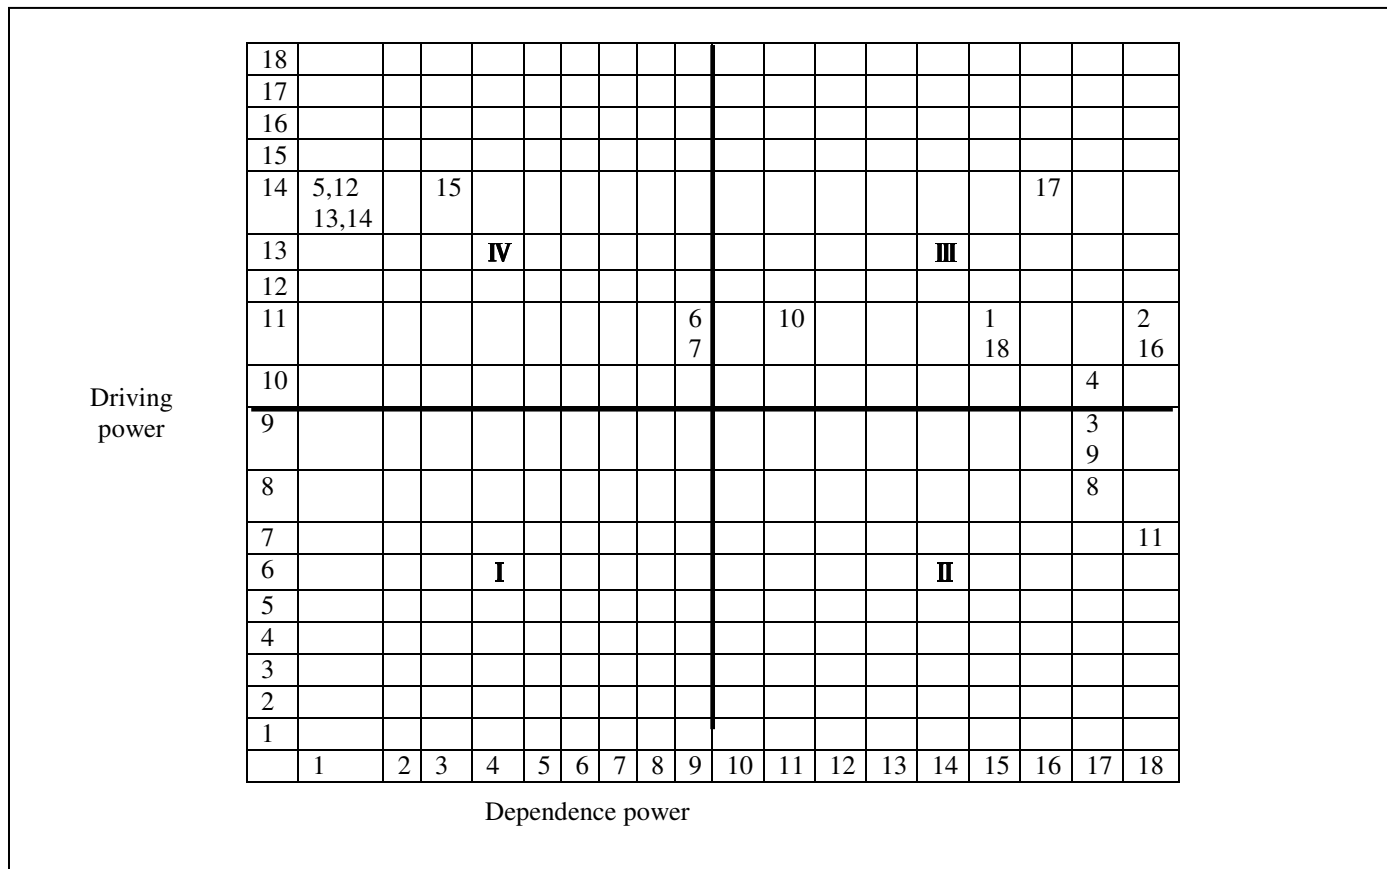 18
17
16
15
14 5,12 15 17
13,14
13 IV III
12
11 6 10 1 2
7 18 16
10 4
Driving
power
9 3
9
8 8
7 11
6 I II
5
4
3
2
1
1 2 3 4 5 6 7 8 9 10 11 12 13 14 15 16 17 18
Dependence power